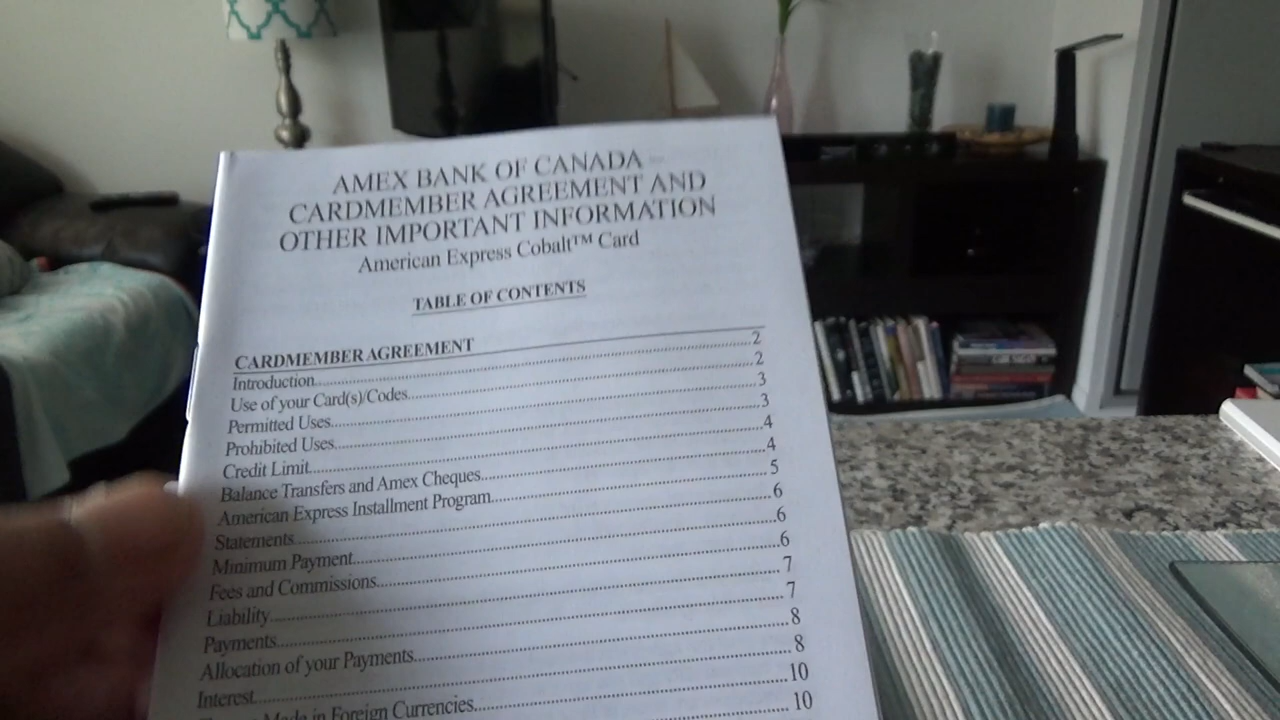 AMEX BANK OF CANADA
CARDMEMBER AGREEMENT AND
OTHER IMPORTANT INFORMATION
American Express Cobalt™ Card
TABLE OF CONTENTS
CARDMEMBER AGREEMENT
Introduction 2
Use of your Card(s)/Codes 2
Permitted Uses 3
Prohibited Uses 3
Credit Limit 4
Balance Transfers and Amex Cheques 4
American Express Installment Program 5
Statements 6
Minimum Payment 6
Fees and Commissions 6
Liability 7
Payments 7
Allocation of your Payments 8
Interest 8
Made in Foreign Currencies 10
10